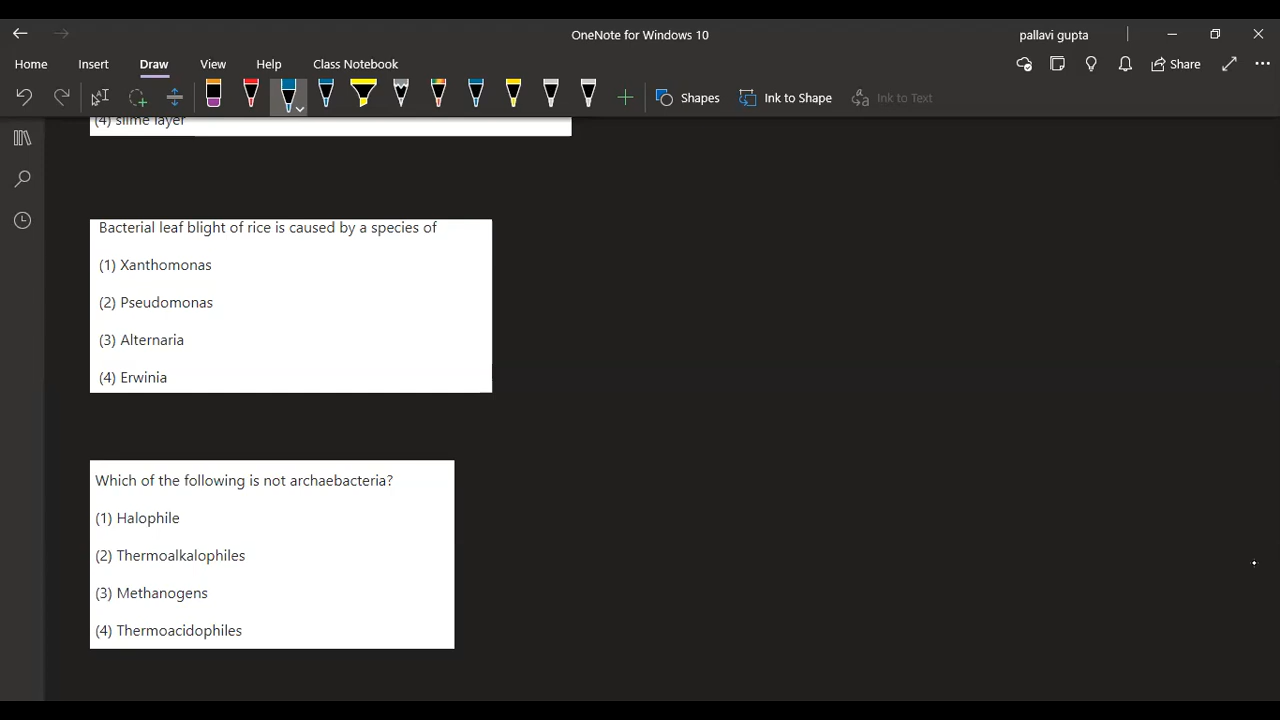 OneNote for Windows 10
pallavi gupta
Home Insert Draw View Help Class Notebook
Share
Shapes Ink to Shape Ink to Text
(4) slime layer
Bacterial leaf blight of rice is caused by a species of
(1) Xanthomonas
(2) Pseudomonas
(3) Alternaria
(4) Erwinia
Which of the following is not archaebacteria?
(1) Halophile
(2) Thermoalkalophiles
(3) Methanogens
(4) Thermoacidophiles